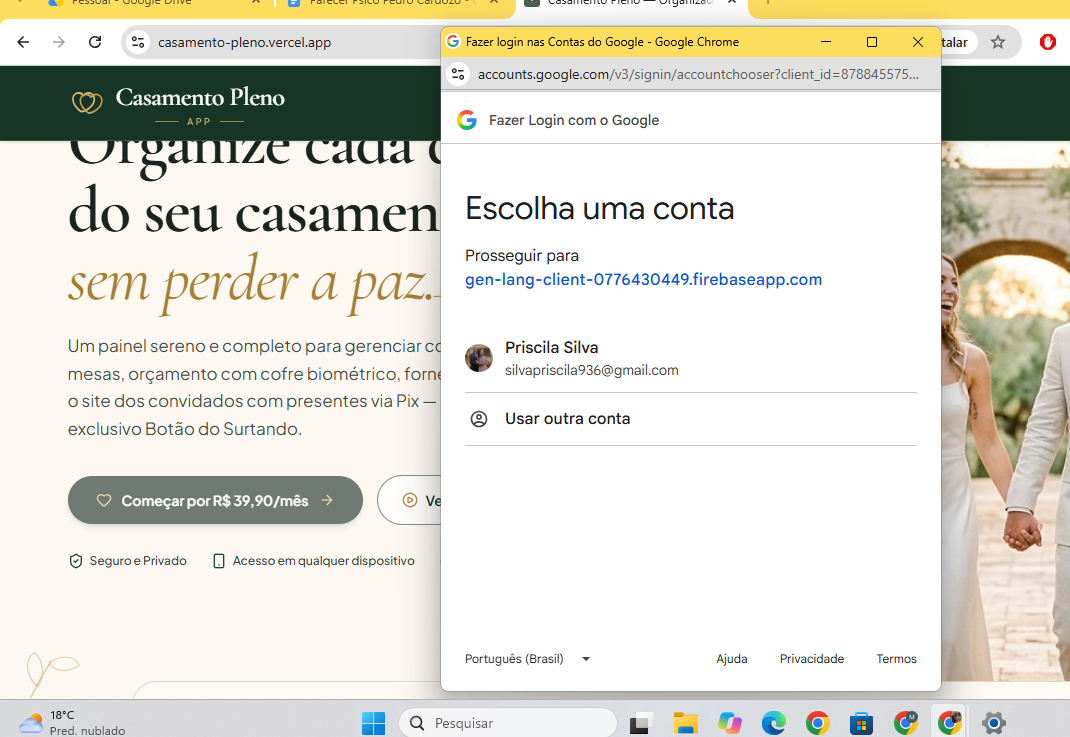 Pessoal - Google Drive
Parecer Psico Pedro Cardozo -
Casamento Pleno — Organizad
casamento-pleno.vercel.app
talar
Fazer login nas Contas do Google - Google Chrome
accounts.google.com/v3/signin/accountchooser?client_id=878845575...
Fazer Login com o Google
Escolha uma conta
Prosseguir para
gen-lang-client-0776430449.firebaseapp.com
Priscila Silva
silvapriscila936@gmail.com
Usar outra conta
Português (Brasil)
Ajuda
Privacidade
Termos
Casamento Pleno
APP
Organize cada
do seu casamen
sem perder a paz.
Um painel sereno e completo para gerenciar
mesas, orçamento com cofre biométrico, forne
o site dos convidados com presentes via Pix —
exclusivo Botão do Surtando.
Começar por R$ 39,90/mês →
Ve
Seguro e Privado
Acesso em qualquer dispositivo
18°C
Pred. nublado
Pesquisar
M